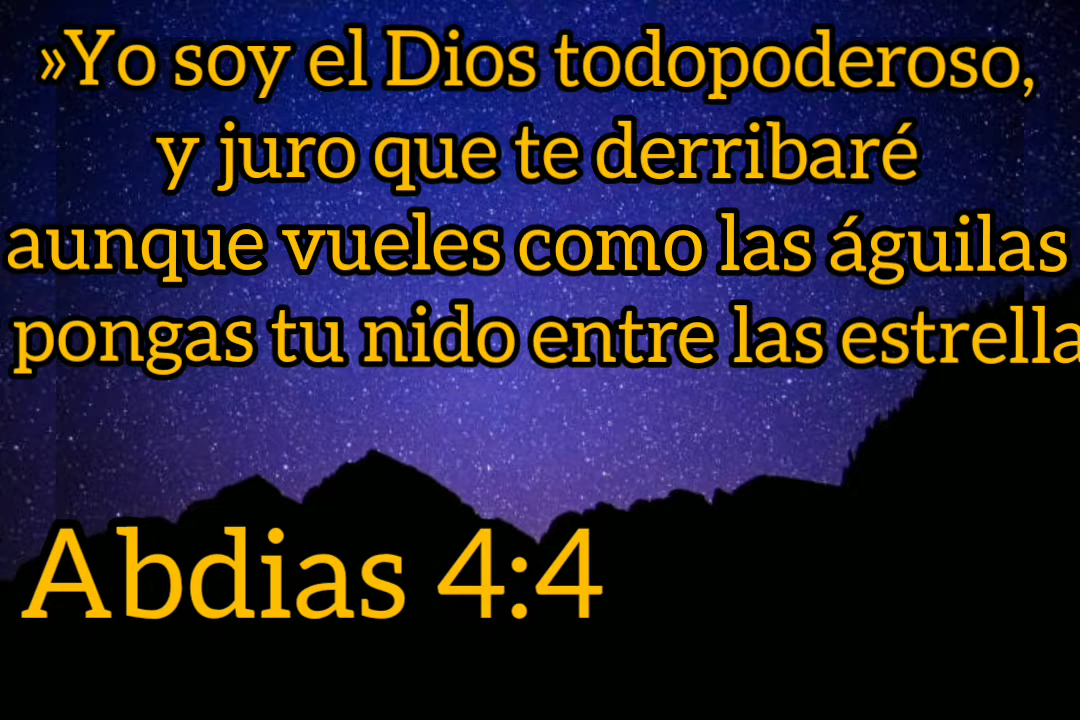 »Yo soy el Dios todopoderoso,
y juro que te derribaré
aunque vueles como las águilas
pongas tu nido entre las estrella
Abdias 4:4